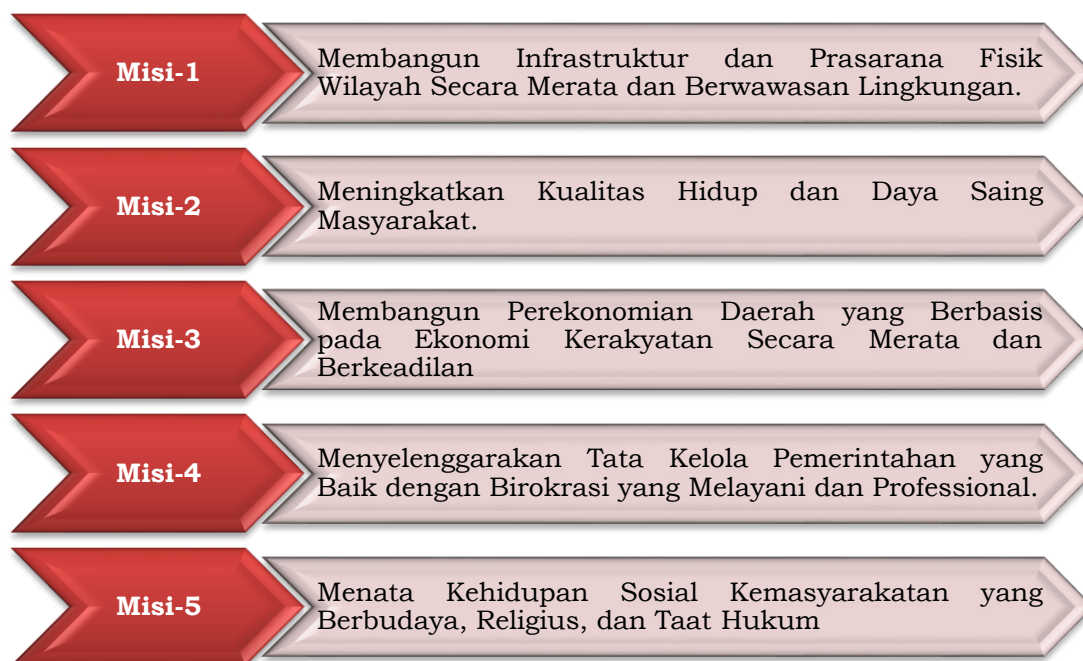 Misi-1
Membangun Infrastruktur dan Prasarana Fisik
Wilayah Secara Merata dan Berwawasan Lingkungan.
Misi-2
Meningkatkan Kualitas Hidup dan Daya Saing
Masyarakat.
Misi-3
Membangun Perekonomian Daerah yang Berbasis
pada Ekonomi Kerakyatan Secara Merata dan
Berkeadilan
Misi-4
Menyelenggarakan Tata Kelola Pemerintahan yang
Baik dengan Birokrasi yang Melayani dan Professional.
Misi-5
Menata Kehidupan Sosial Kemasyarakatan yang
Berbudaya, Religius, dan Taat Hukum